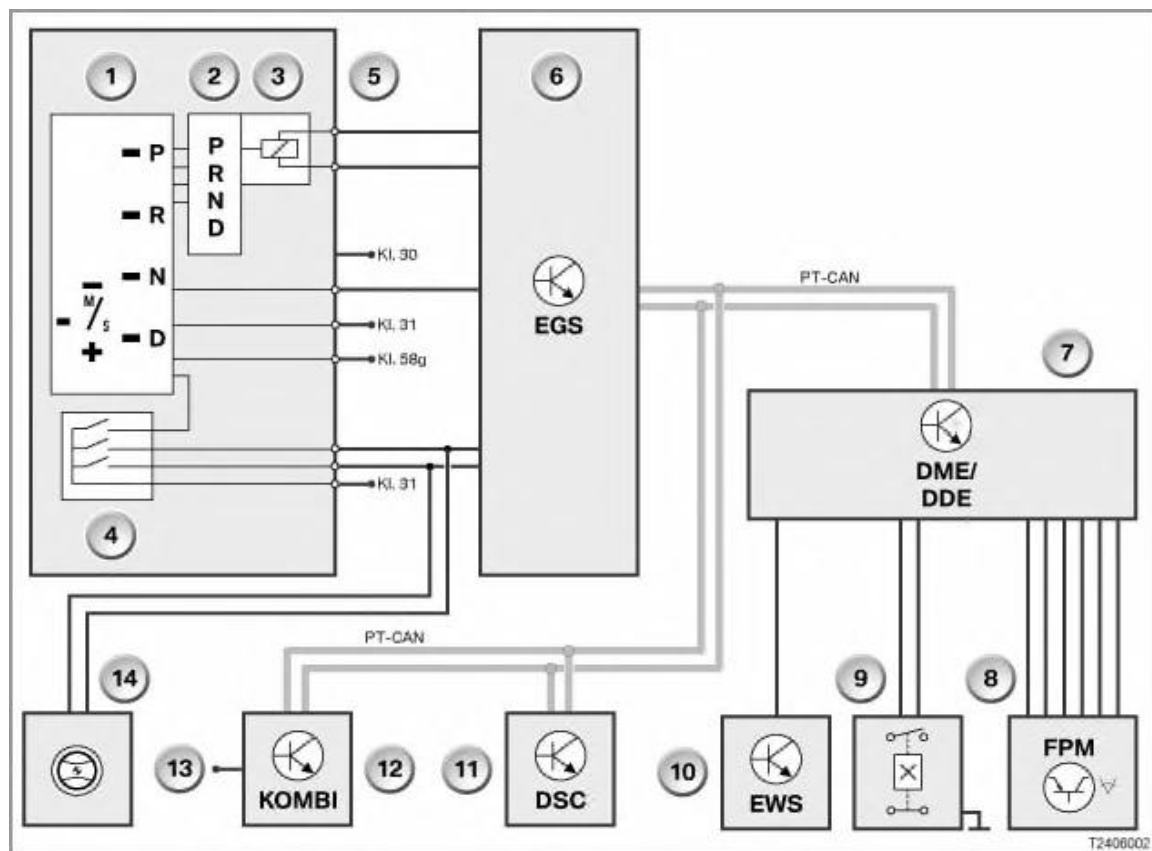 1
2
3
5
6
P
R
N
D
M/S
P
R
N
D
Kl. 30
Kl. 31
Kl. 58g
Kl. 31
4
EGS
PT-CAN
7
DME/
DDE
PT-CAN
14
13
KOMBI
12
11
DSC
10
EWS
9
8
FPM
T2406002